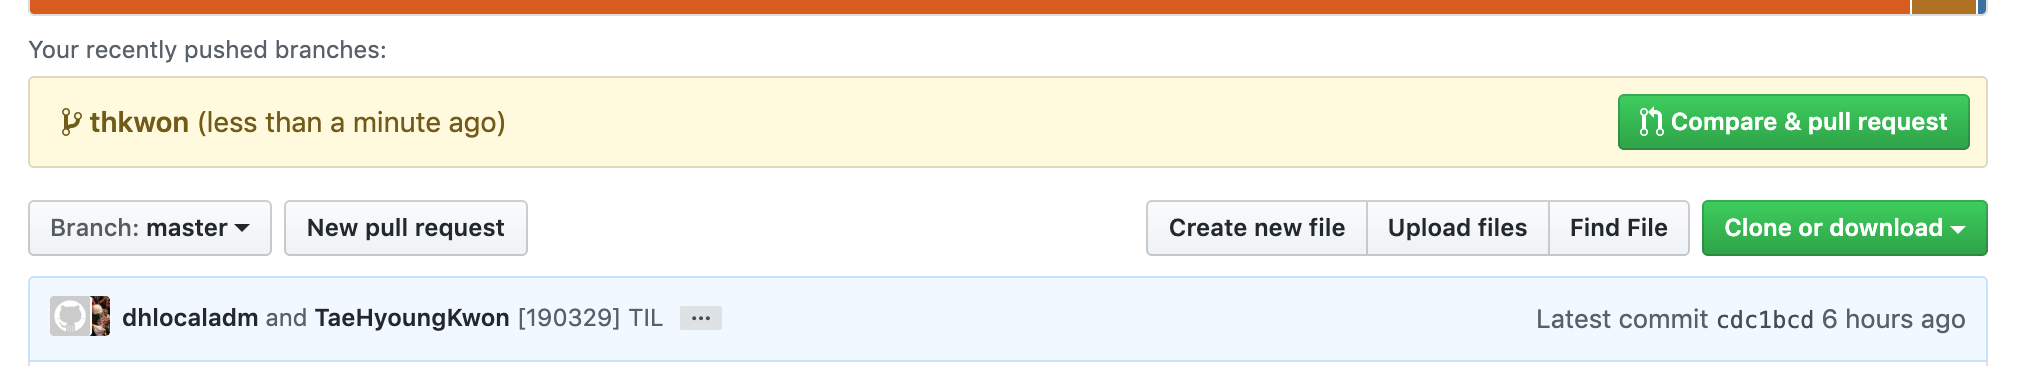 Your recently pushed branches:
thkwon (less than a minute ago)
Compare & pull request
Branch: master
New pull request
Create new file
Upload files
Find File
Clone or download
dhlocaladm and TaeHyoungKwon [190329] TIL ...
Latest commit cdc1bcd 6 hours ago